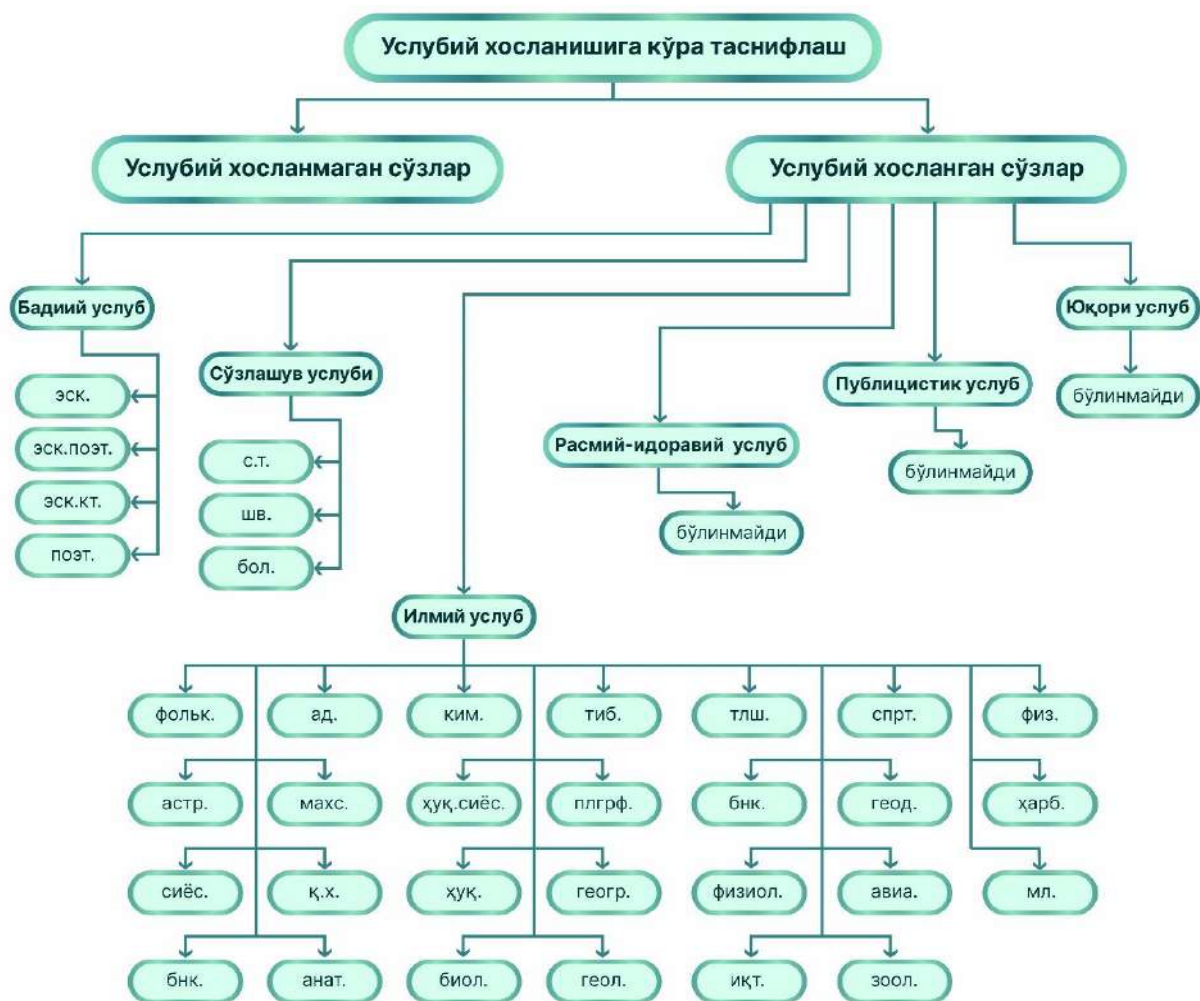 Услубий хосланишига кўра таснифлаш
Услубий хосланмаган сўзлар
Услубий хосланган сўзлар
Бадиий услуб
эск.
эск.поэт.
эск.кт.
поэт.
Сўзлашув услуби
с.т.
шв.
бол.
Илмий услуб
Расмий-идоравий услуб
бўлинмайди
Публицистик услуб
бўлинмайди
Юқори услуб
бўлинмайди
фольк.
ад.
ким.
тиб.
тлш.
спрт.
физ.
астр.
махс.
ҳуқ.сиёс.
плгрф.
бнк.
геод.
ҳарб.
сиёс.
қ.х.
ҳуқ.
геогр.
физиол.
авиа.
мл.
бнк.
анат.
биол.
геол.
иқт.
зоол.